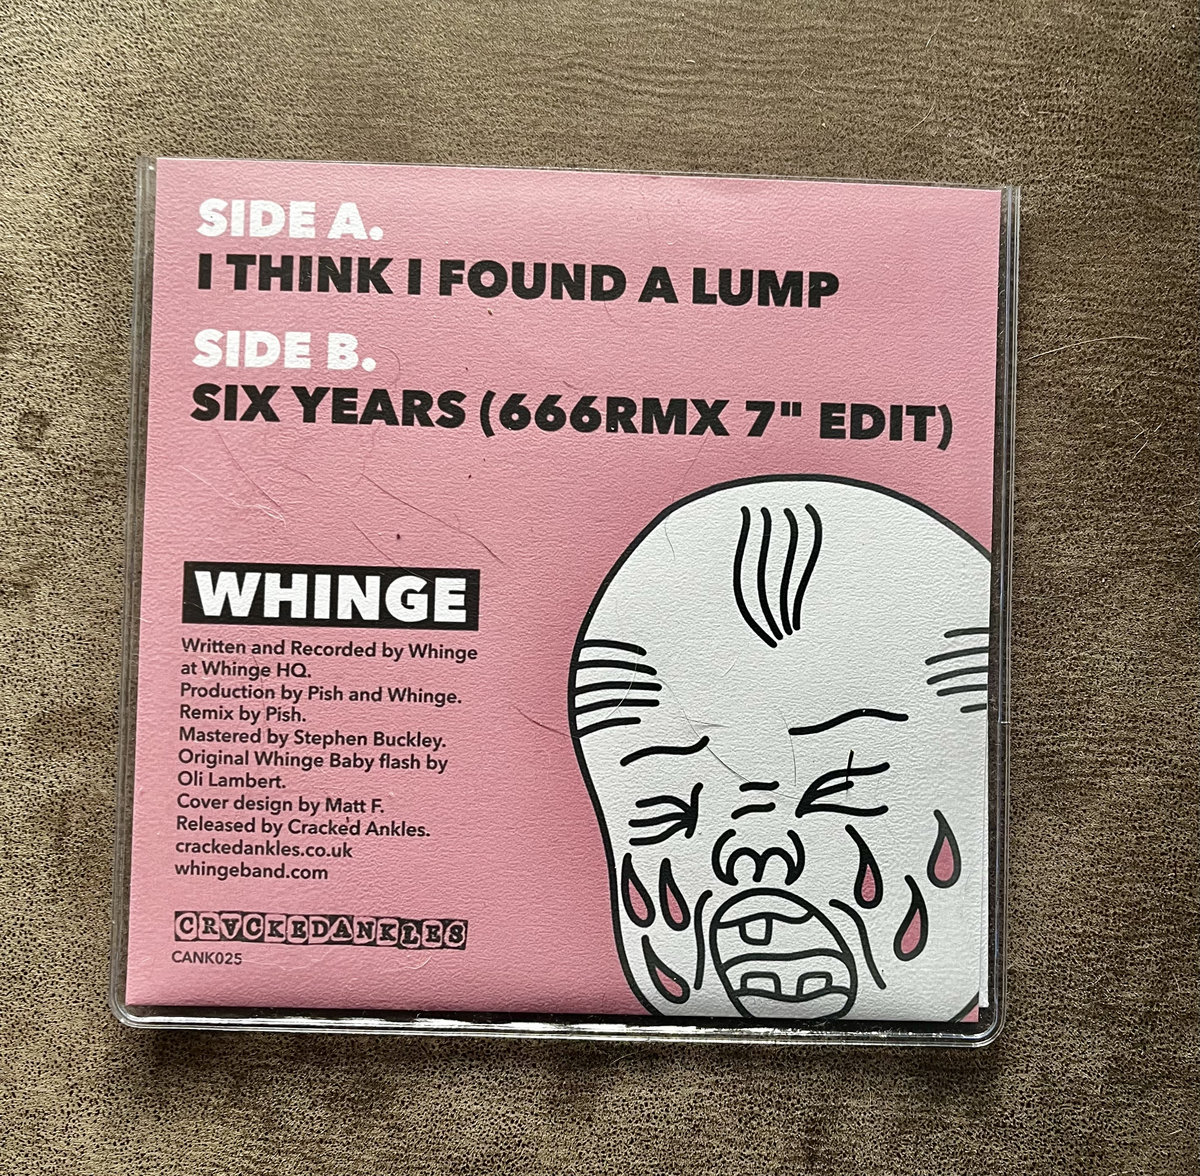 SIDE A.
I THINK I FOUND A LUMP
SIDE B.
SIX YEARS (666RMX 7" EDIT)
WHINGE
Written and Recorded by Whinge
at Whinge HQ.
Production by Pish and Whinge.
Remix by Pish.
Mastered by Stephen Buckley.
Original Whinge Baby flash by
Oli Lambert.
Cover design by Matt F.
Released by Cracked Ankles.
crackedankles.co.uk
whingeband.com
CRACKEDANKLES
CANK025